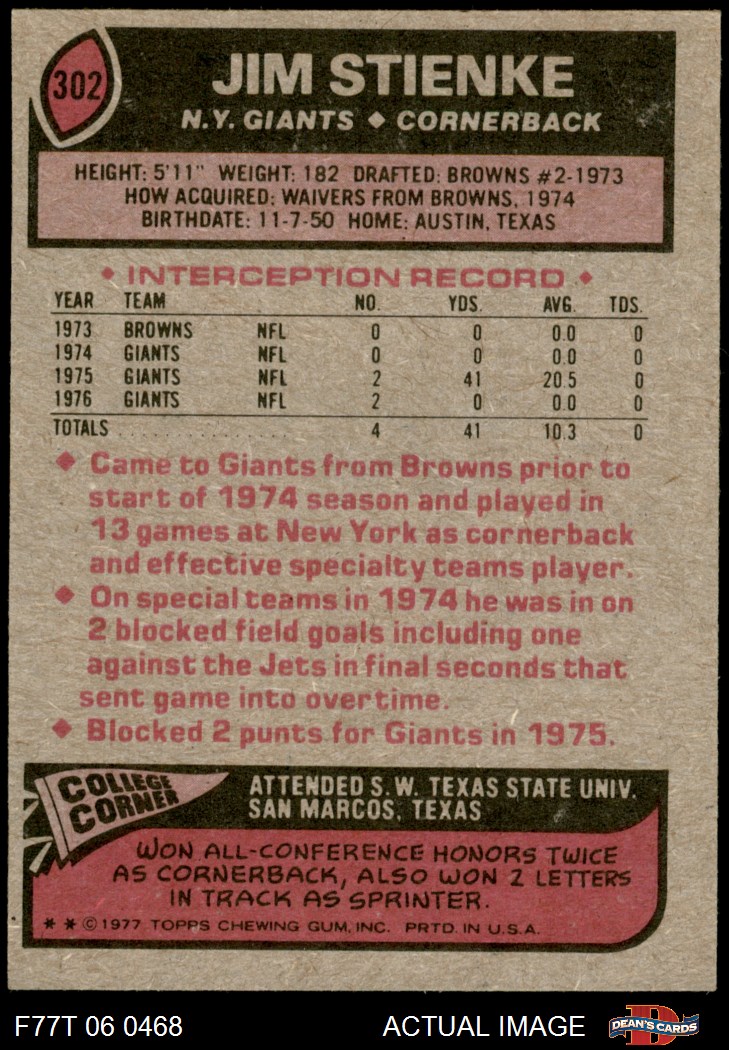 302
JIM STIENKE
N.Y. GIANTS ◆ CORNERBACK
HEIGHT: 5'11" WEIGHT: 182 DRAFTED: BROWNS #2-1973
HOW ACQUIRED: WAIVERS FROM BROWNS, 1974
BIRTHDATE: 11-7-50 HOME: AUSTIN, TEXAS
◆ INTERCEPTION RECORD ◆
YEAR TEAM NO. YDS. AVG. TDS.
1973 BROWNS NFL 0 0 0.0 0
1974 GIANTS NFL 0 0 0.0 0
1975 GIANTS NFL 2 41 20.5 0
1976 GIANTS NFL 2 0 0.0 0
TOTALS . . . . . . . . . . . . . . . 4 41 10.3 0
◆ Came to Giants from Browns prior to
start of 1974 season and played in
13 games at New York as cornerback
and effective specialty teams player.
◆ On special teams in 1974 he was in on
2 blocked field goals including one
against the Jets in final seconds that
sent game into overtime.
◆ Blocked 2 punts for Giants in 1975.
COLLEGE
CORNER
ATTENDED S.W. TEXAS STATE UNIV.
SAN MARCOS, TEXAS
WON ALL-CONFERENCE HONORS TWICE
AS CORNERBACK, ALSO WON 2 LETTERS
IN TRACK AS SPRINTER.
* * © 1977 TOPPS CHEWING GUM, INC. PRTD. IN U.S.A.
F77T 06 0468 ACTUAL IMAGE
D
DEAN'S CARDS